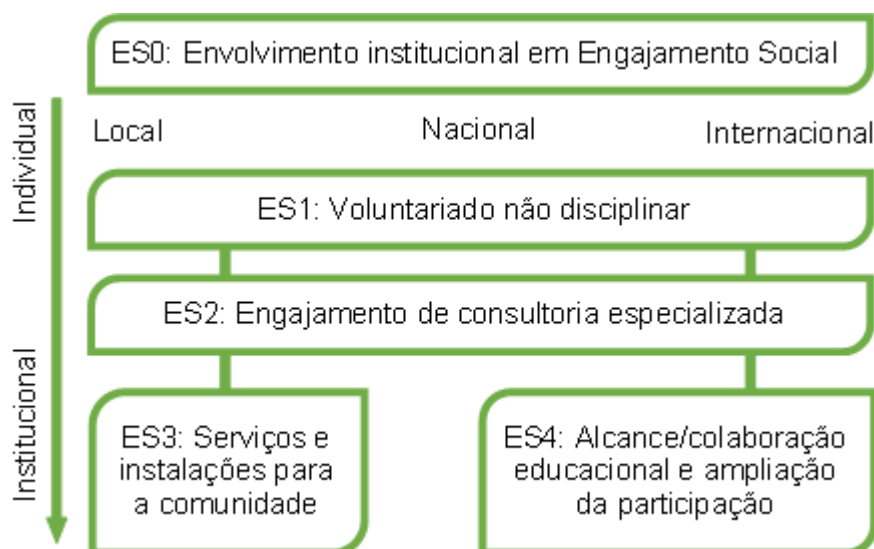 ES0: Envolvimento institucional em Engajamento Social
Individual
Local
Nacional
Internacional
ES1: Voluntariado não disciplinar
ES2: Engajamento de consultoria especializada
Institucional
ES3: Serviços e
instalações para
a comunidade
ES4: Alcance/colaboração
educacional e ampliação
da participação